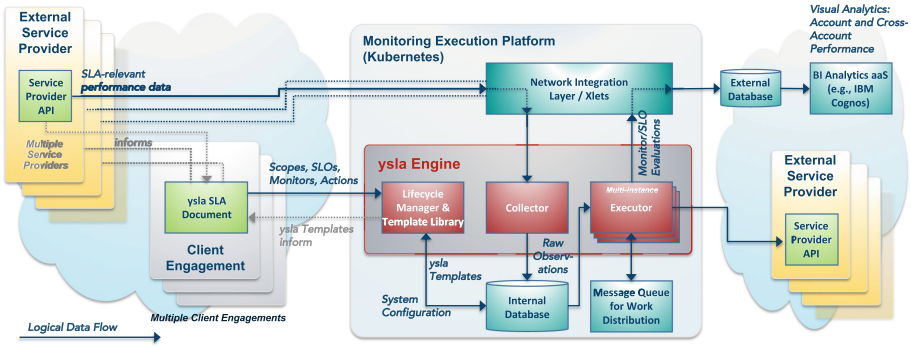 External
Service
Provider
Service
Provider
API
SLA-relevant
performance data
Multiple
Service
Providers
informs
ysla SLA
Document
Client
Engagement
Multiple Client Engagements
Logical Data Flow
Scopes, SLOs,
Monitors, Actions
ysla Templates
inform
Monitoring Execution Platform
(Kubernetes)
Network Integration
Layer / Xlets
ysla Engine
Lifecycle
Manager &
Template Library
Collector
Multi-instance
Executor
Monitor/SLO
Evaluations
ysla
Templates
Raw
Observ-
ations
System
Configuration
Internal
Database
Message Queue
for Work
Distribution
External
Database
Visual Analytics:
Account and Cross-
Account
Performance
BI Analytics aaS
(e.g., IBM
Cognos)
External
Service
Provider
Service
Provider
API